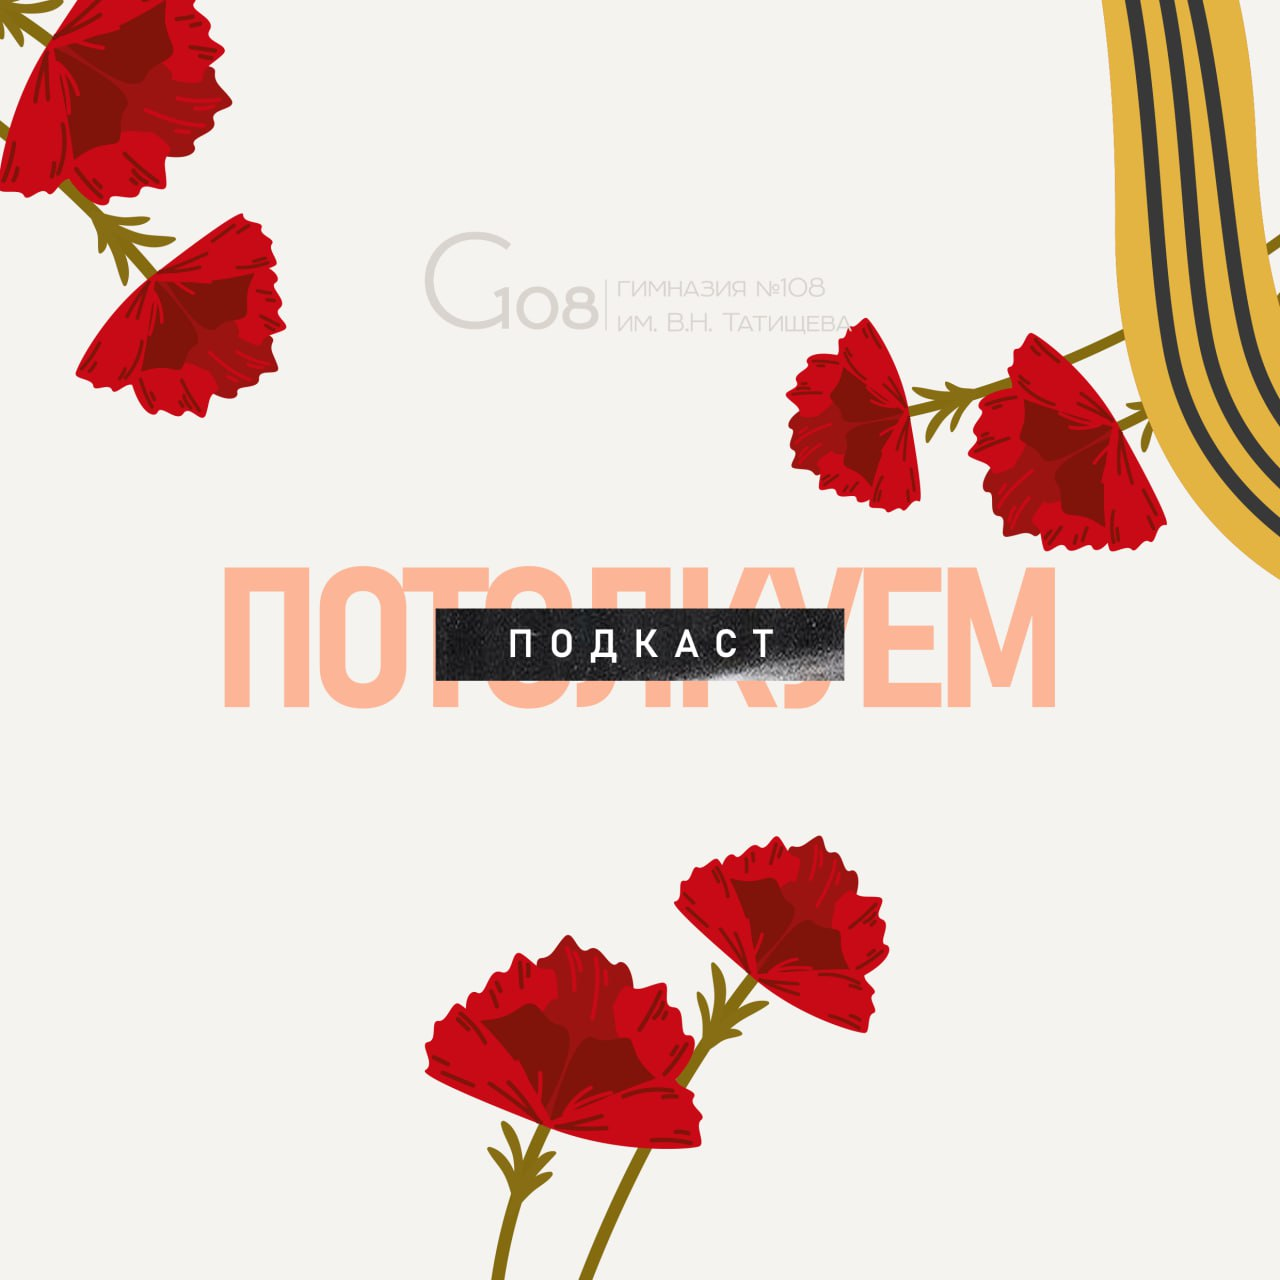 G108
ГИМНАЗИЯ №108
ИМ. В.Н. ТАТИЩЕВА
ПОТОЛКУЕМ
ПОДКАСТ